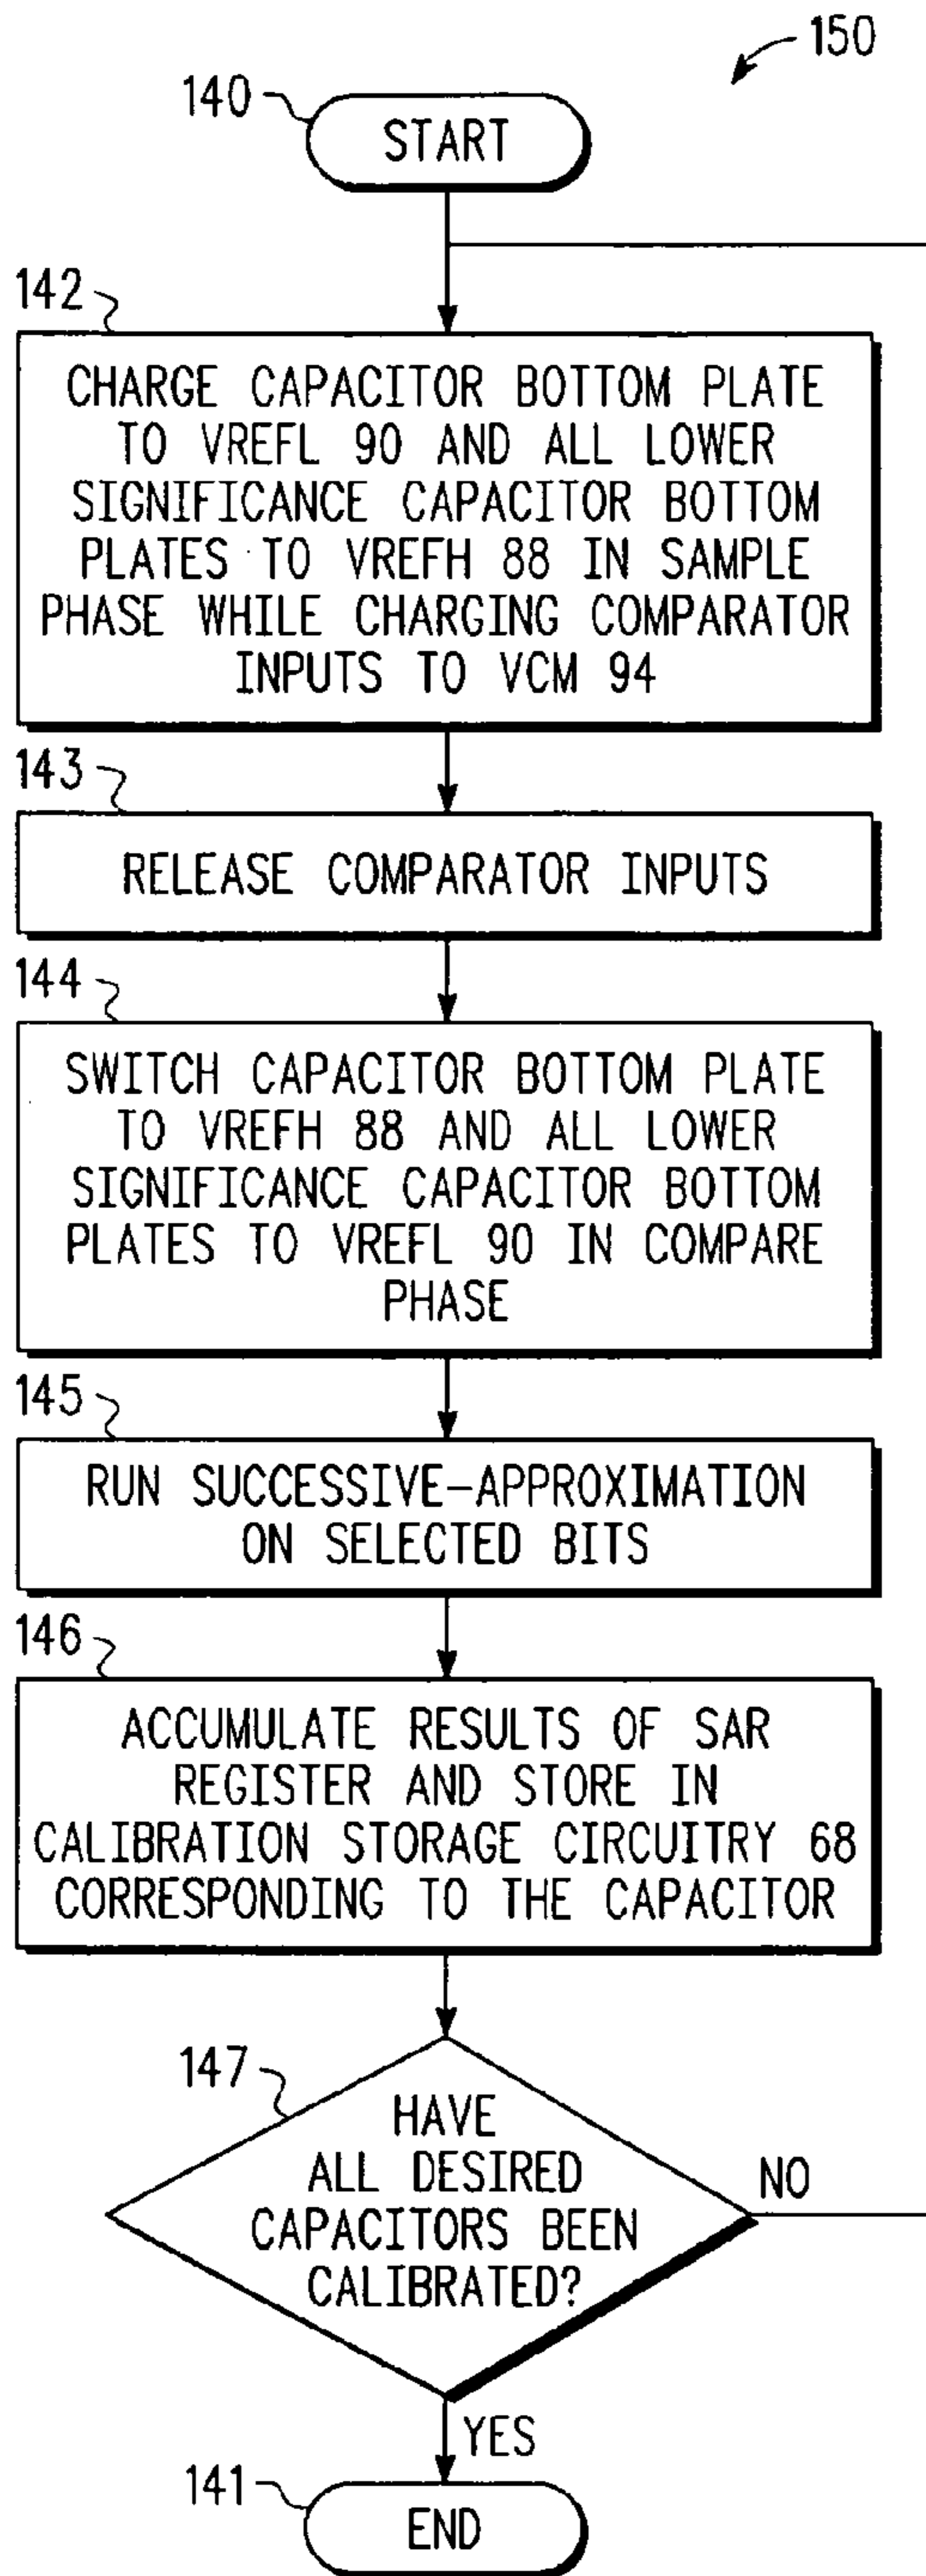 150
140
START
142
CHARGE CAPACITOR BOTTOM PLATE
TO VREFL 90 AND ALL LOWER
SIGNIFICANCE CAPACITOR BOTTOM
PLATES TO VREFH 88 IN SAMPLE
PHASE WHILE CHARGING COMPARATOR
INPUTS TO VCM 94
143
RELEASE COMPARATOR INPUTS
144
SWITCH CAPACITOR BOTTOM PLATE
TO VREFH 88 AND ALL LOWER
SIGNIFICANCE CAPACITOR BOTTOM
PLATES TO VREFL 90 IN COMPARE
PHASE
145
RUN SUCCESSIVE-APPROXIMATION
ON SELECTED BITS
146
ACCUMULATE RESULTS OF SAR
REGISTER AND STORE IN
CALIBRATION STORAGE CIRCUITRY 68
CORRESPONDING TO THE CAPACITOR
147
HAVE
ALL DESIRED
CAPACITORS BEEN
CALIBRATED?
NO
YES
141
END